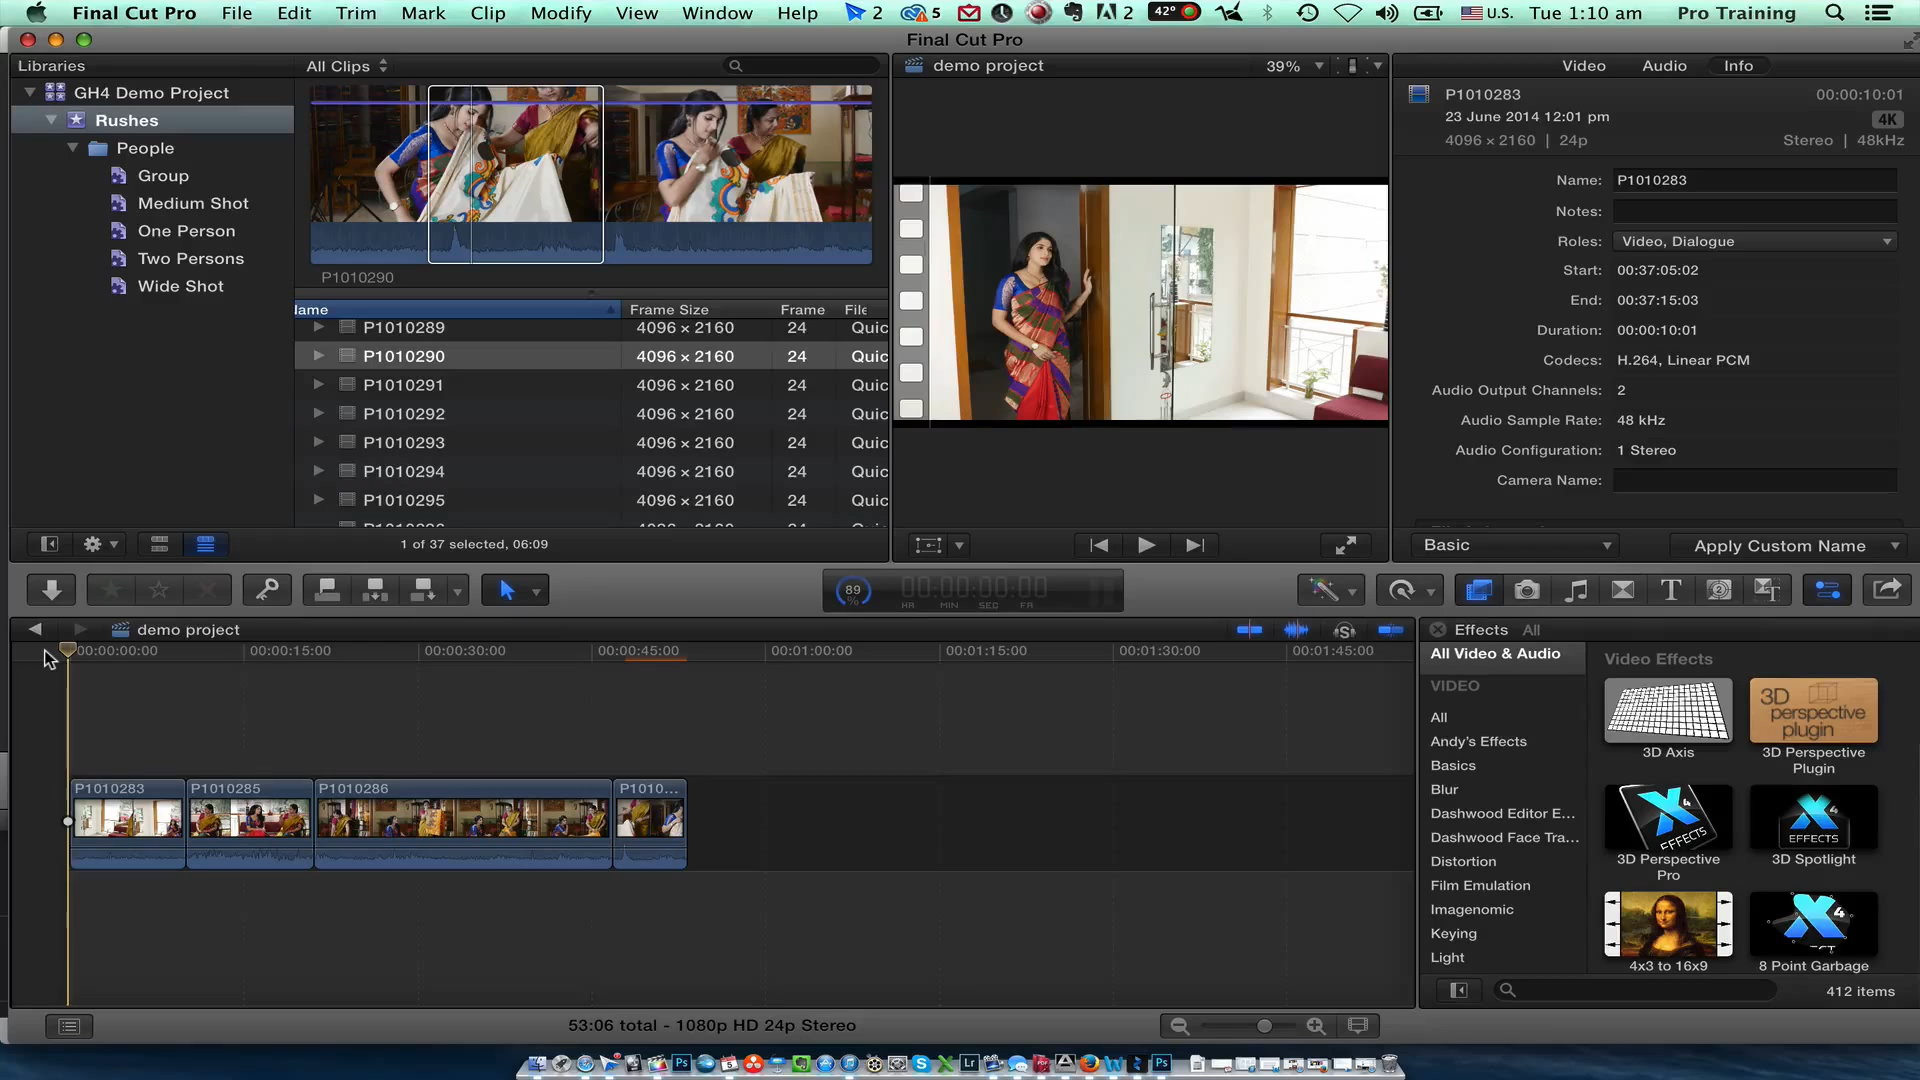 Final Cut Pro File Edit Trim Mark Clip Modify View Window Help 2 5 2 42° U.S. Tue 1:10 am Pro Training
Final Cut Pro
Libraries
All Clips
demo project
39%
Video Audio Info
GH4 Demo Project
Rushes
People
Group
Medium Shot
One Person
Two Persons
Wide Shot
P1010290
Name Frame Size Frame File
P1010289 4096 × 2160 24 Quic
P1010290 4096 × 2160 24 Quic
P1010291 4096 × 2160 24 Quic
P1010292 4096 × 2160 24 Quic
P1010293 4096 × 2160 24 Quic
P1010294 4096 × 2160 24 Quic
P1010295 4096 × 2160 24 Quic
1 of 37 selected, 06:09
P1010283 00:00:10:01
23 June 2014 12:01 pm 4K
4096 × 2160 | 24p Stereo | 48kHz
Name: P1010283
Notes:
Roles: Video, Dialogue
Start: 00:37:05:02
End: 00:37:15:03
Duration: 00:00:10:01
Codecs: H.264, Linear PCM
Audio Output Channels: 2
Audio Sample Rate: 48 kHz
Audio Configuration: 1 Stereo
Camera Name:
Basic
Apply Custom Name
89 %
00:00:00:00
HR MIN SEC FR
demo project
00:00:00:00 00:00:15:00 00:00:30:00 00:00:45:00 00:01:00:00 00:01:15:00 00:01:30:00 00:01:45:00
P1010283 P1010285 P1010286 P1010...
Effects All
All Video & Audio
VIDEO
All
Andy's Effects
Basics
Blur
Dashwood Editor E...
Dashwood Face Tra...
Distortion
Film Emulation
Imagenomic
Keying
Light
Video Effects
3D perspective plugin
3D Axis
3D Perspective Plugin
X 4 EFFECTS
X 4 EFFECTS
3D Perspective Pro
3D Spotlight
X 4
4x3 to 16x9
8 Point Garbage
412 items
53:06 total - 1080p HD 24p Stereo
Ps Lr Ps